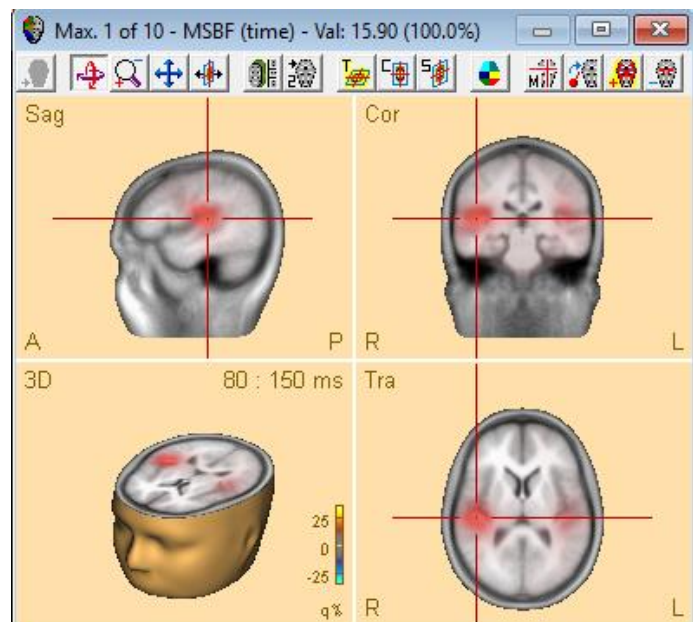 Max. 1 of 10 - MSBF (time) - Val: 15.90 (100.0%)
T C S M
2
Sag Cor
A P R L
3D 80 : 150 ms Tra
25
0
-25
q%
R L